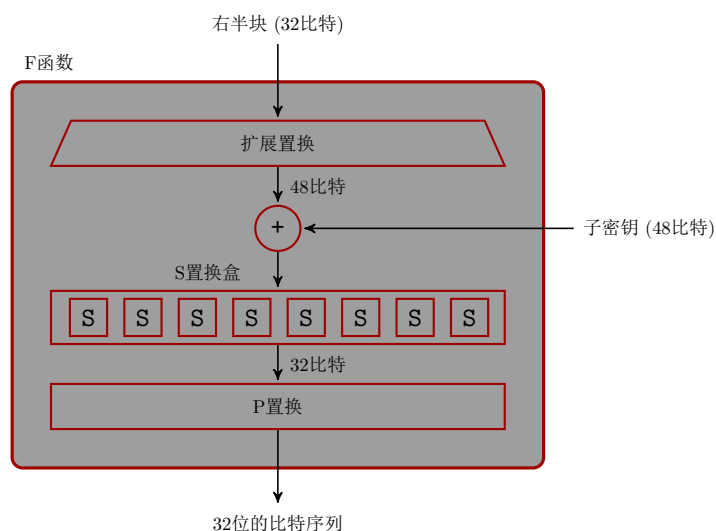 右半块 (32比特)
F函数
扩展置换
48比特
+
子密钥 (48比特)
S置换盒
S S S S S S S S
32比特
P置换
32位的比特序列